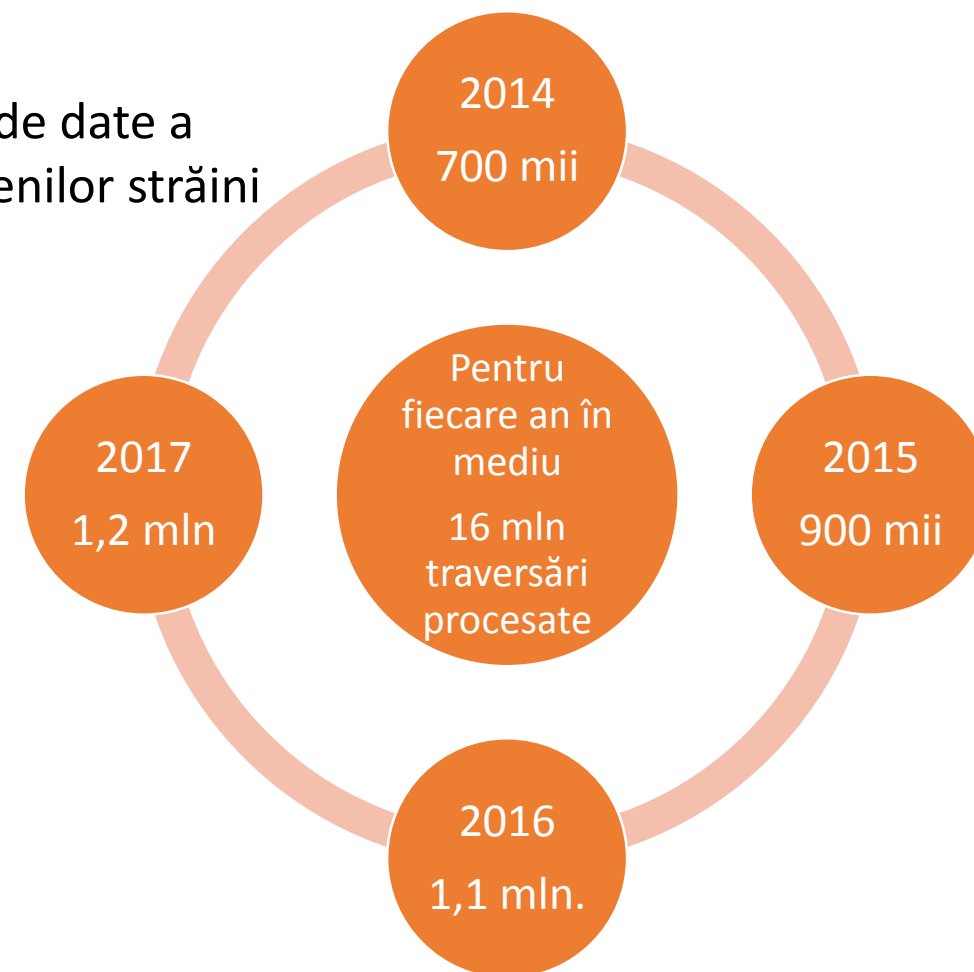 de date a
enilor străini
2014
700 mii
2015
900 mii
2016
1,1 mln.
2017
1,2 mln
Pentru
fiecare an în
mediu
16 mln
traversări
procesate